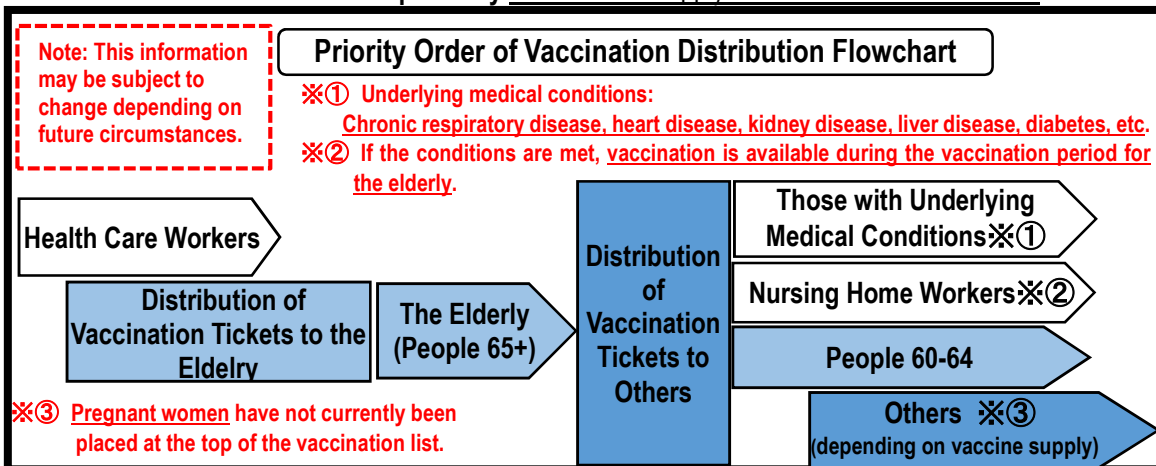 Note: This information
may be subject to
change depending on
future circumstances.
Priority Order of Vaccination Distribution Flowchart
※① Underlying medical conditions:
Chronic respiratory disease, heart disease, kidney disease, liver disease, diabetes, etc.
※② If the conditions are met, vaccination is available during the vaccination period for
the elderly.
Health Care Workers
Distribution of
Vaccination Tickets to the
Eldelry
The Elderly
(People 65+)
Distribution
of
Vaccination
Tickets to
Others
Those with Underlying
Medical Conditions※①
Nursing Home Workers※②
People 60-64
Others ※③
(depending on vaccine supply)
※③ Pregnant women have not currently been
placed at the top of the vaccination list.